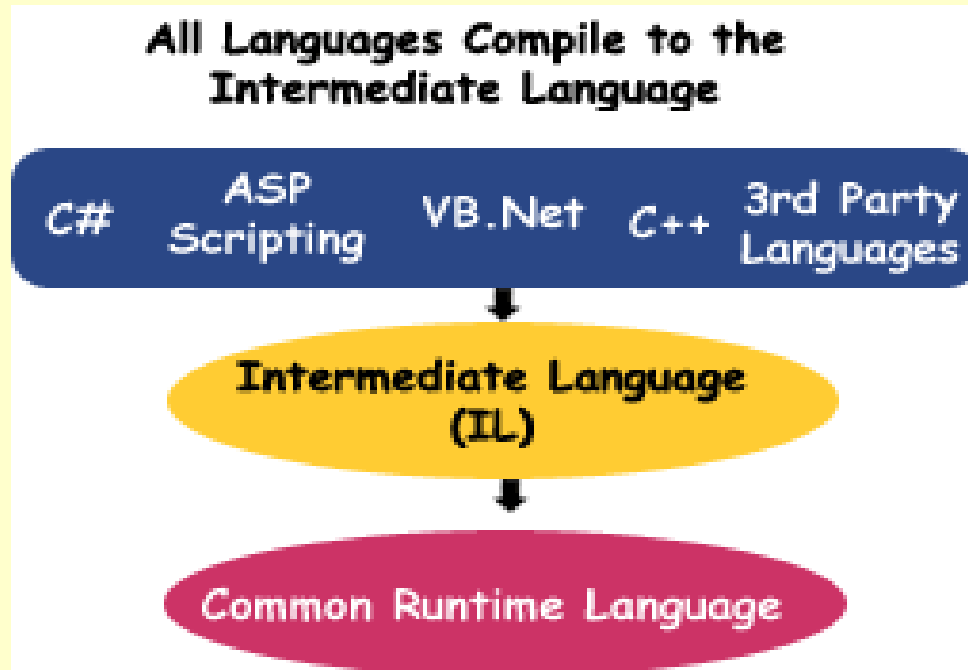 All Languages Compile to the
Intermediate Language
C#
ASP
Scripting
VB.Net
C++
3rd Party
Languages
Intermediate Language
(IL)
Common Runtime Language